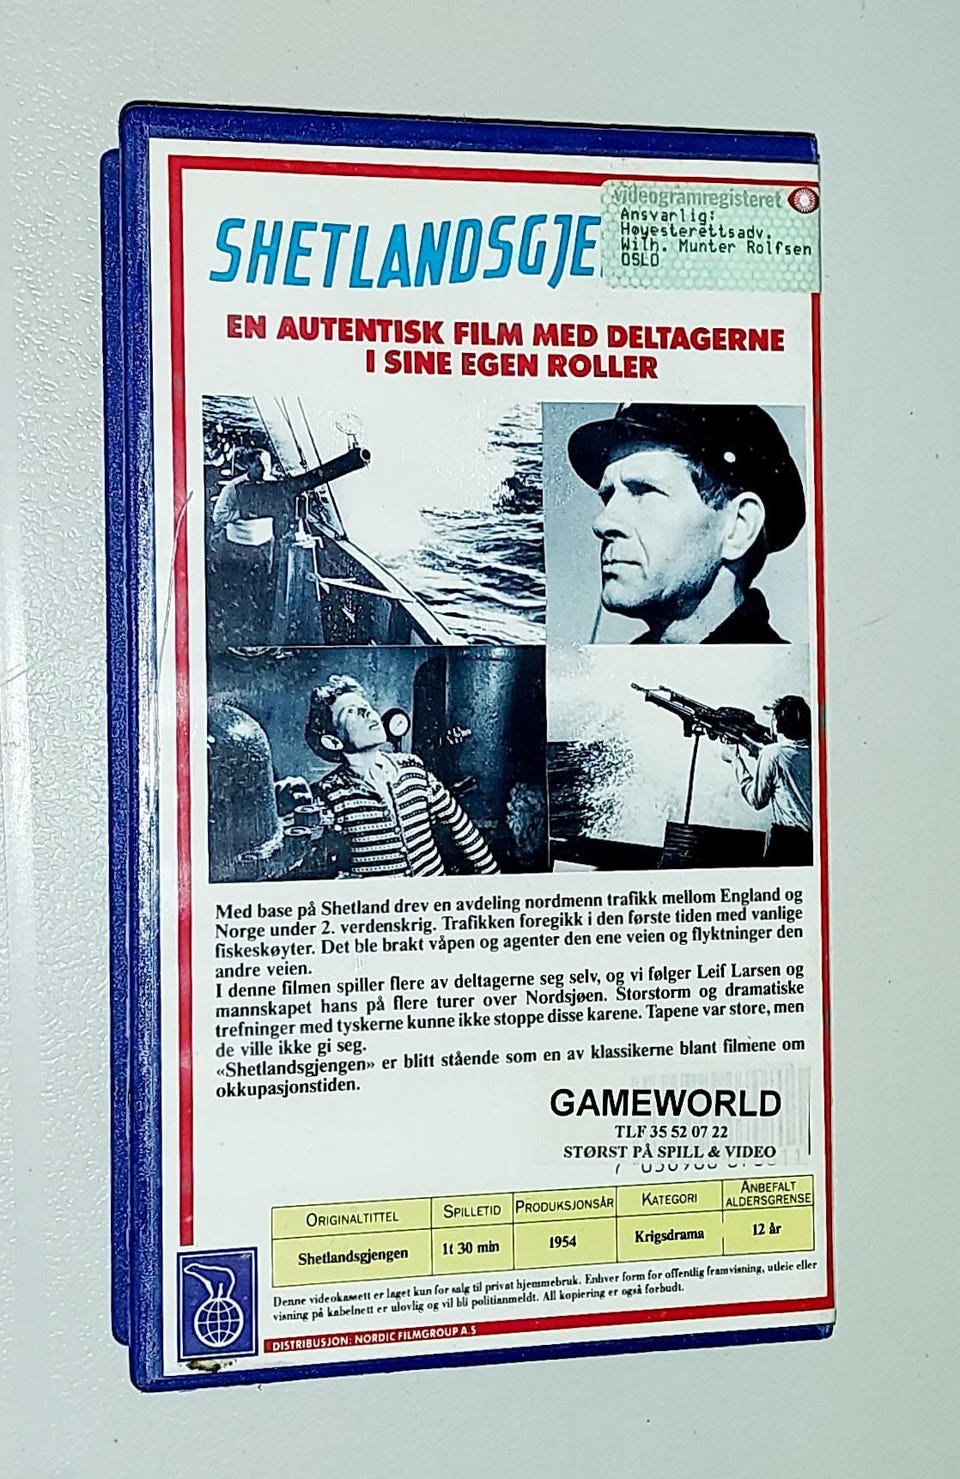 videogramregisteret
Ansvarlig:
Høyesterettsadv.
Wilh. Munter Rolfsen
OSLO
SHETLANDSGJE
EN AUTENTISK FILM MED DELTAGERNE
I SINE EGEN ROLLER
Med base på Shetland drev en avdeling nordmenn trafikk mellom England og
Norge under 2. verdenskrig. Trafikken foregikk i den første tiden med vanlige
fiskeskøyter. Det ble brakt våpen og agenter den ene veien og flyktninger den
andre veien.
I denne filmen spiller flere av deltagerne seg selv, og vi følger Leif Larsen og
mannskapet hans på flere turer over Nordsjøen. Storstorm og dramatiske
trefninger med tyskerne kunne ikke stoppe disse karene. Tapene var store, men
de ville ikke gi seg.
«Shetlandsgjengen» er blitt stående som en av klassikerne blant filmene om
okkupasjonstiden.
GAMEWORLD
TLF 35 52 07 22
STØRST PÅ SPILL & VIDEO
ORIGINALTITTEL SPILLETID PRODUKSJONSÅR KATEGORI ANBEFALT ALDERSGRENSE
Shetlandsgjengen 1t 30 min 1954 Krigsdrama 12 år
Denne videokassett er laget kun for salg til privat hjemmebruk. Enhver form for offentlig framvisning, utleie eller
visning på kabelnett er ulovlig og vil bli politianmeldt. All kopiering er også forbudt.
DISTRIBUSJON: NORDIC FILMGROUP A.S